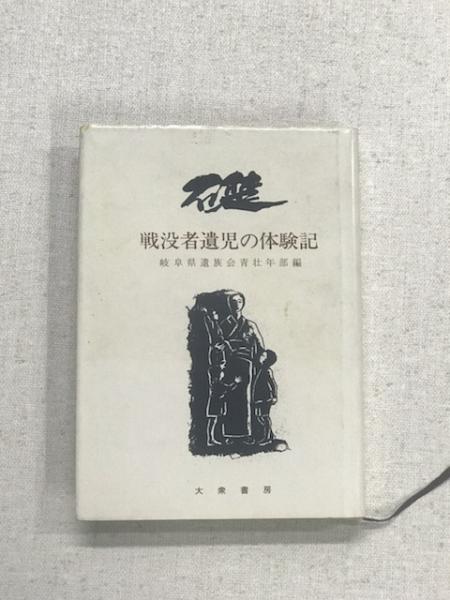 礎
戦没者遺児の体験記
岐阜県遺族会青壮年部編
大衆書房